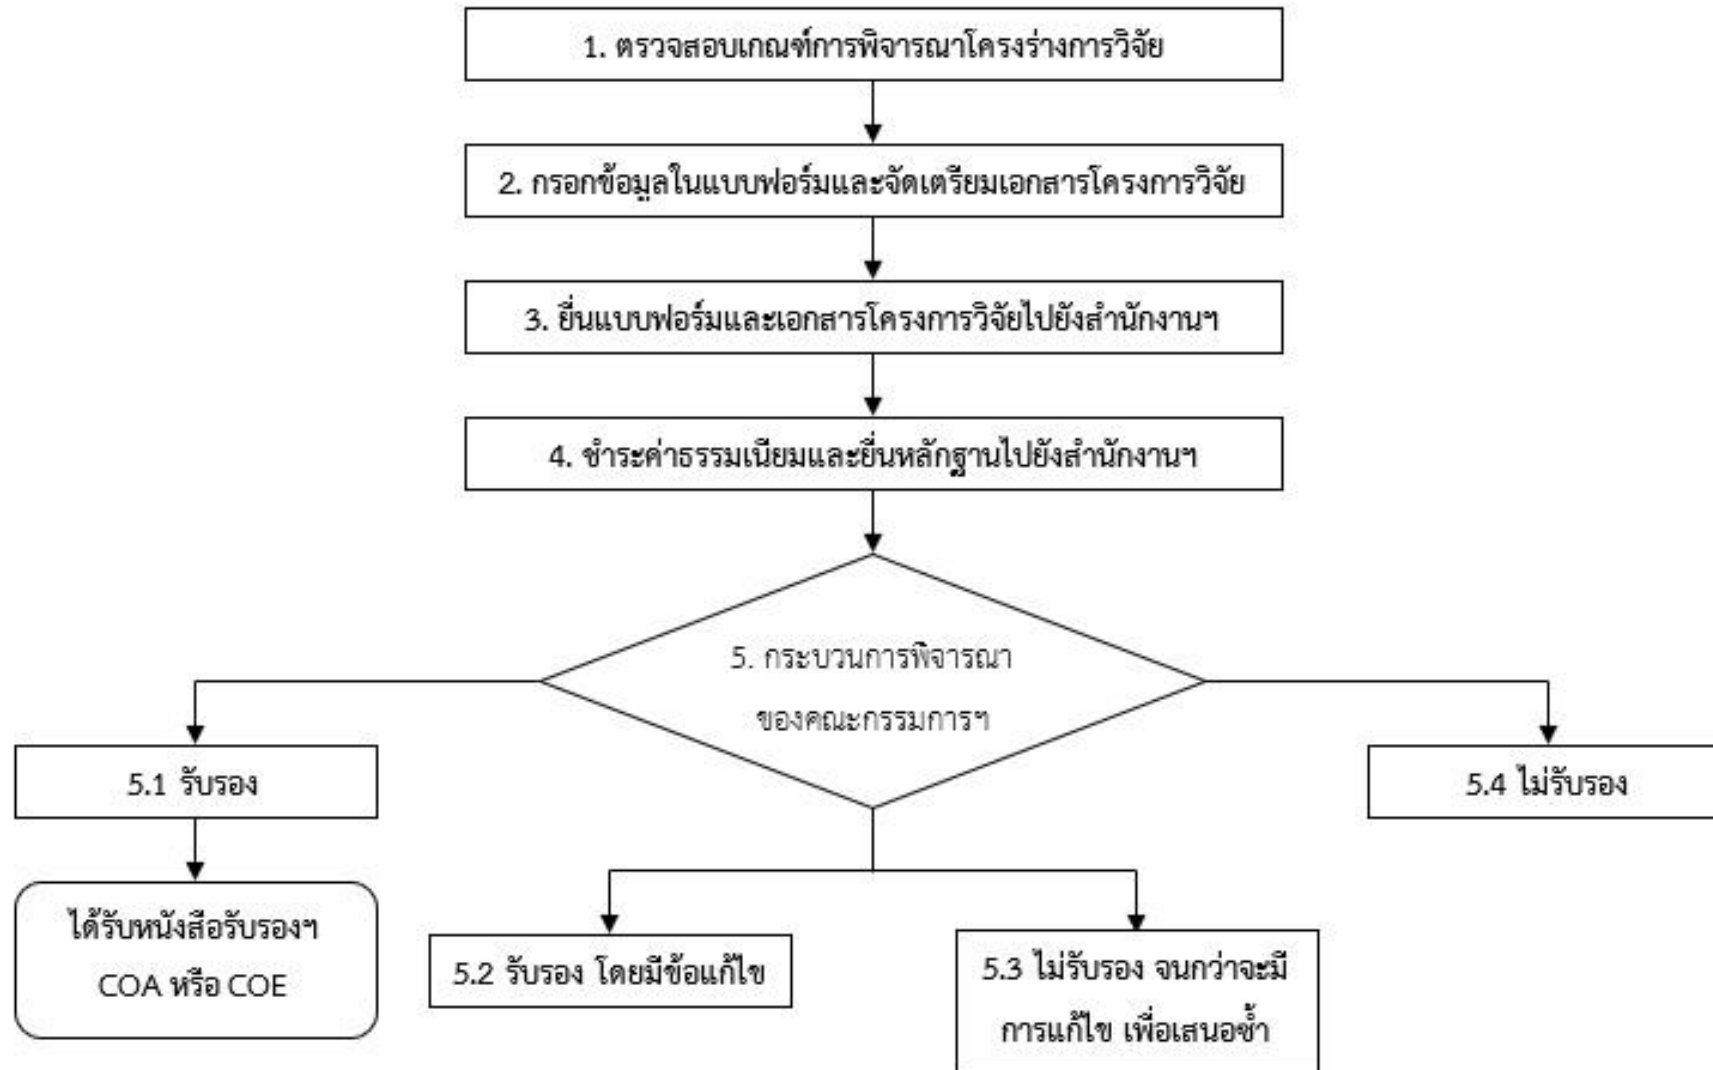 1. ตรวจสอบเกณฑ์การพิจารณาโครงร่างการวิจัย
2. กรอกข้อมูลในแบบฟอร์มและจัดเตรียมเอกสารโครงการวิจัย
3. ยื่นแบบฟอร์มและเอกสารโครงการวิจัยไปยังสำนักงานฯ
4. ชำระค่าธรรมเนียมและยื่นหลักฐานไปยังสำนักงานฯ
5. กระบวนการพิจารณา
ของคณะกรรมการฯ
5.1 รับรอง
ได้รับหนังสือรับรองฯ
COA หรือ COE
5.2 รับรอง โดยมีข้อแก้ไข
5.3 ไม่รับรอง จนกว่าจะมี
การแก้ไข เพื่อเสนอซ้ำ
5.4 ไม่รับรอง